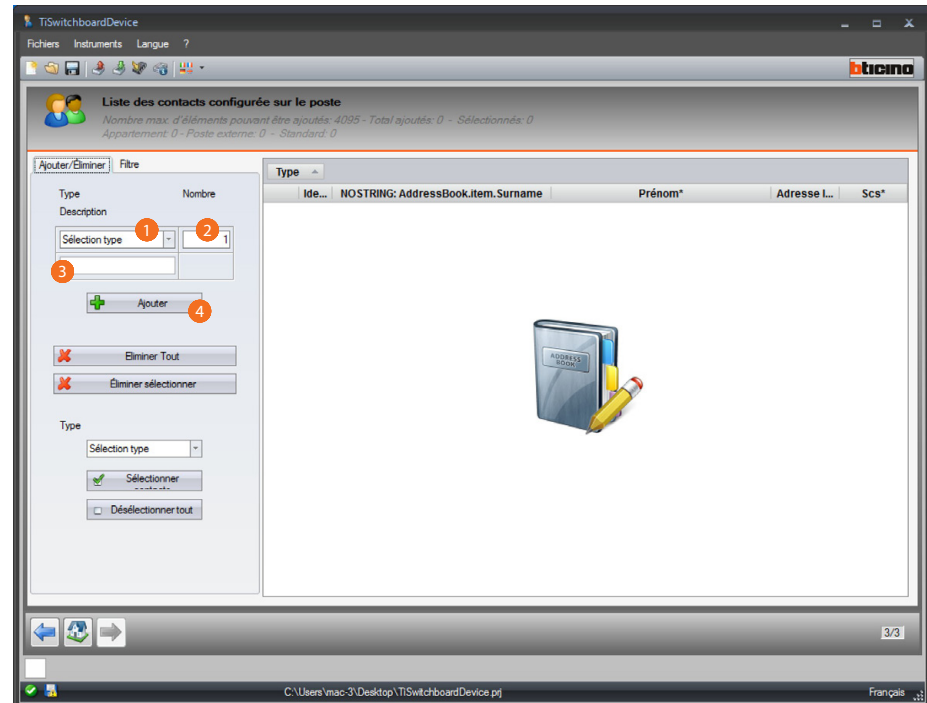 TiSwitchboardDevice
Fichiers Instruments Langue ?
bticino
Liste des contacts configurée sur le poste
Nombre max. d'éléments pouvant être ajoutés: 4095 - Total ajoutés: 0 - Sélectionnés: 0
Appartement: 0 - Poste externe: 0 - Standard: 0
Ajouter/Éliminer Filtre
Type Nombre
Description
Sélection type 1 2 1
3
Ajouter 4
Eliminer Tout
Éliminer sélectionner
Type
Sélection type
Sélectionner
Désélectionner tout
Type
Ide... NOSTRING: AddressBook.item.Surname Prénom* Adresse I... Scs*
ADDRESS
BOOK
3/3
C:\Users\mac-3\Desktop\TiSwitchboardDevice.prj Français